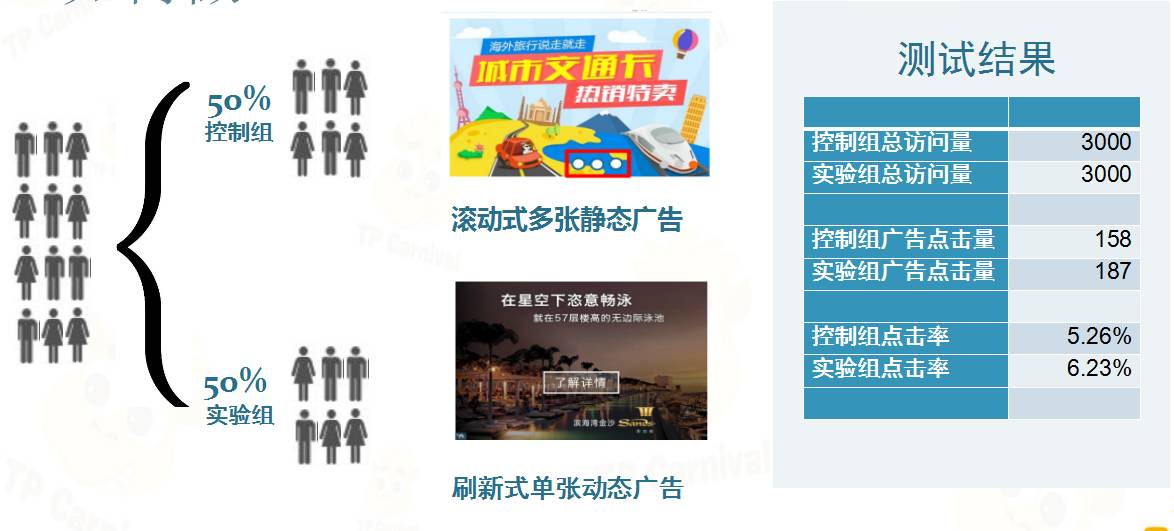 50%
控制组
海外旅行说走就走
城市交通卡
热销特卖
滚动式多张静态广告
50%
实验组
在星空下恣意畅泳
就在57层楼高的无边际泳池
了解详情
滨海湾金沙 Sands
刷新式单张动态广告
测试结果
控制组总访问量 3000
实验组总访问量 3000
控制组广告点击量 158
实验组广告点击量 187
控制组点击率 5.26%
实验组点击率 6.23%
TP Carnival
TP Carnival
TP Carnival